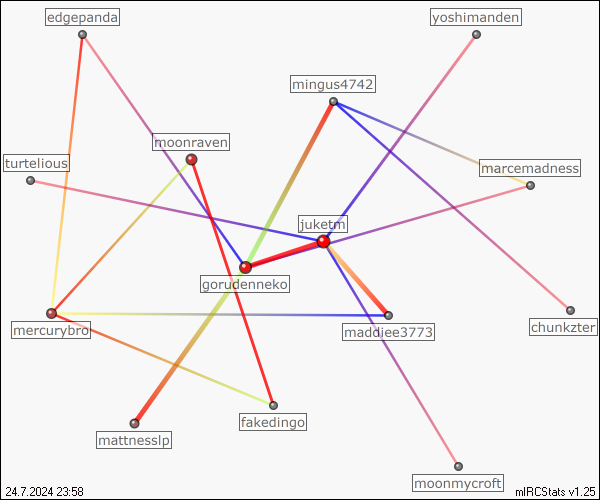 edgepanda
yoshimanden
mingus4742
moonraven
turtelious
marcemadness
juketm
gorudenneko
mercurybro
maddiee3773
chunkzter
fakedingo
mattnesslp
moonmycroft
24.7.2024 23:58
mIRCStats v1.25